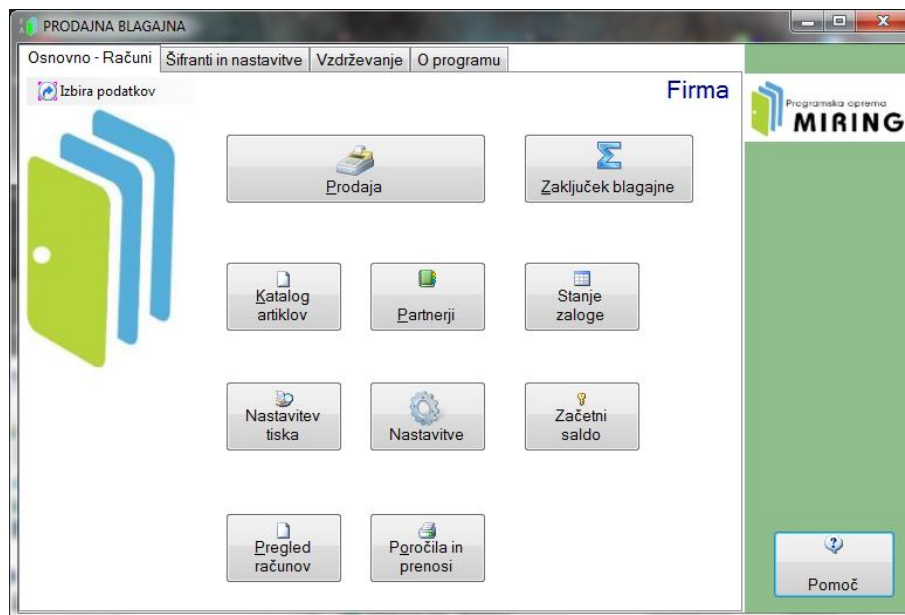 PRODAJNA BLAGAJNA
Osnovno - Računi
Šifranti in nastavitve
Vzdrževanje
O programu
Izbira podatkov
Firma
Programska oprema
MIRING
Prodaja
Zaključek blagajne
Katalog
artiklov
Partnerji
Stanje
zaloge
Nastavitev
tiska
Nastavitve
Začetni
saldo
Pregled
računov
Poročila in
prenosi
Pomoč